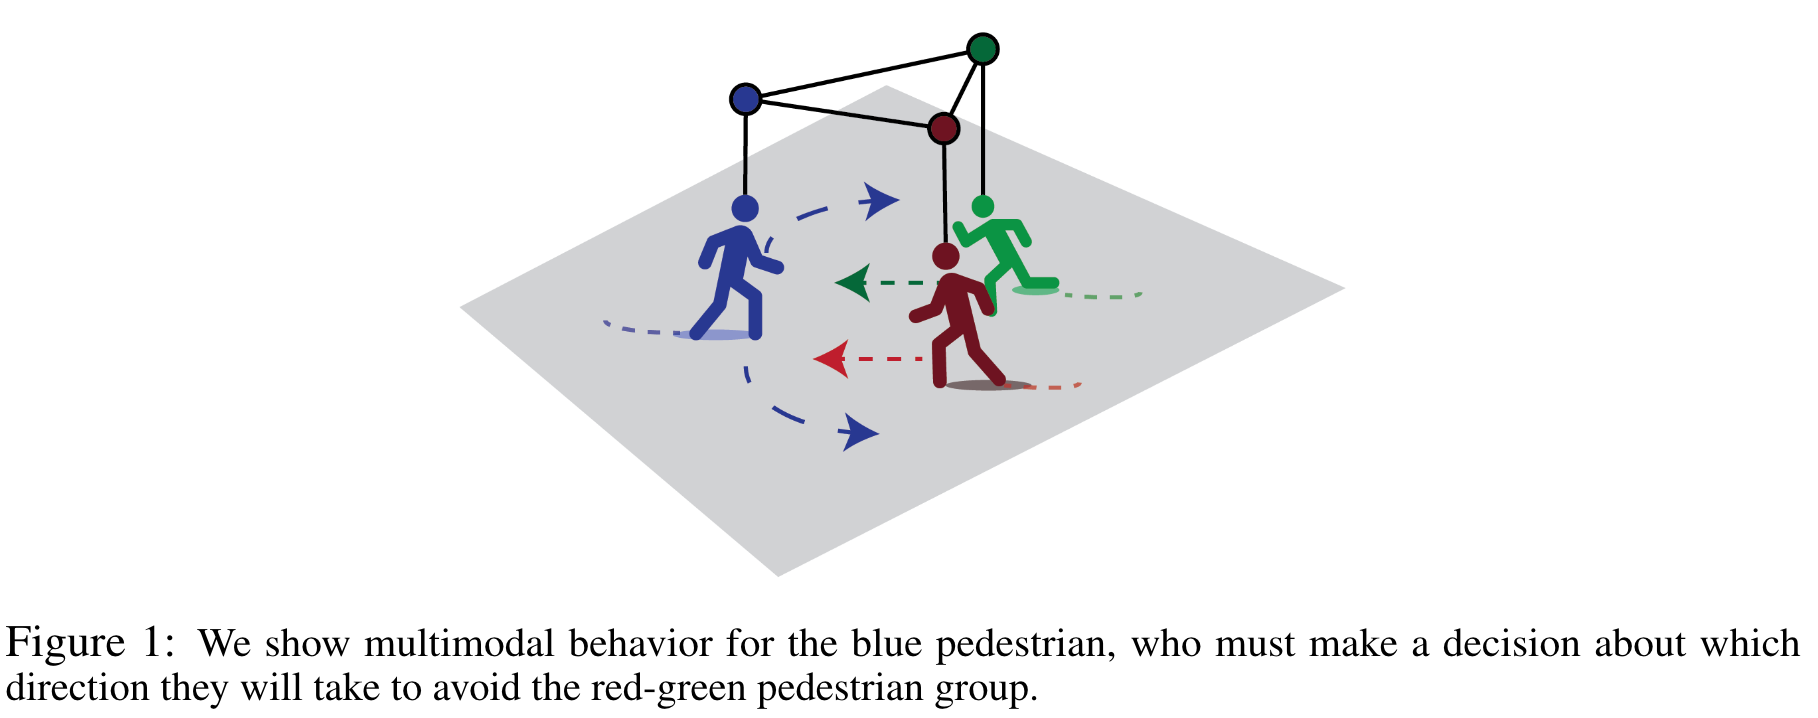 Figure 1: We show multimodal behavior for the blue pedestrian, who must make a decision about which
direction they will take to avoid the red-green pedestrian group.